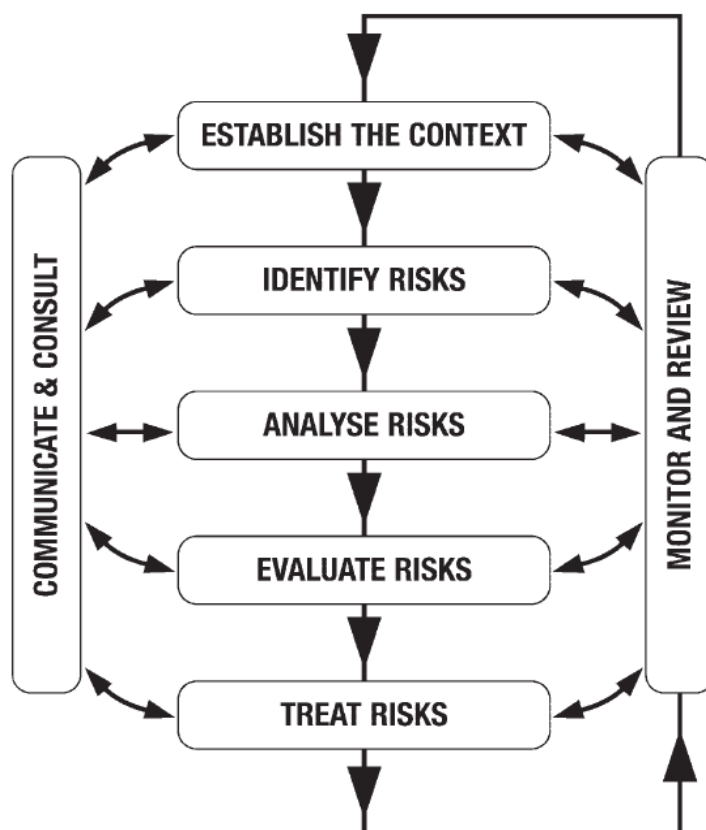 ESTABLISH THE CONTEXT
IDENTIFY RISKS
ANALYSE RISKS
EVALUATE RISKS
TREAT RISKS
COMMUNICATE & CONSULT
MONITOR AND REVIEW